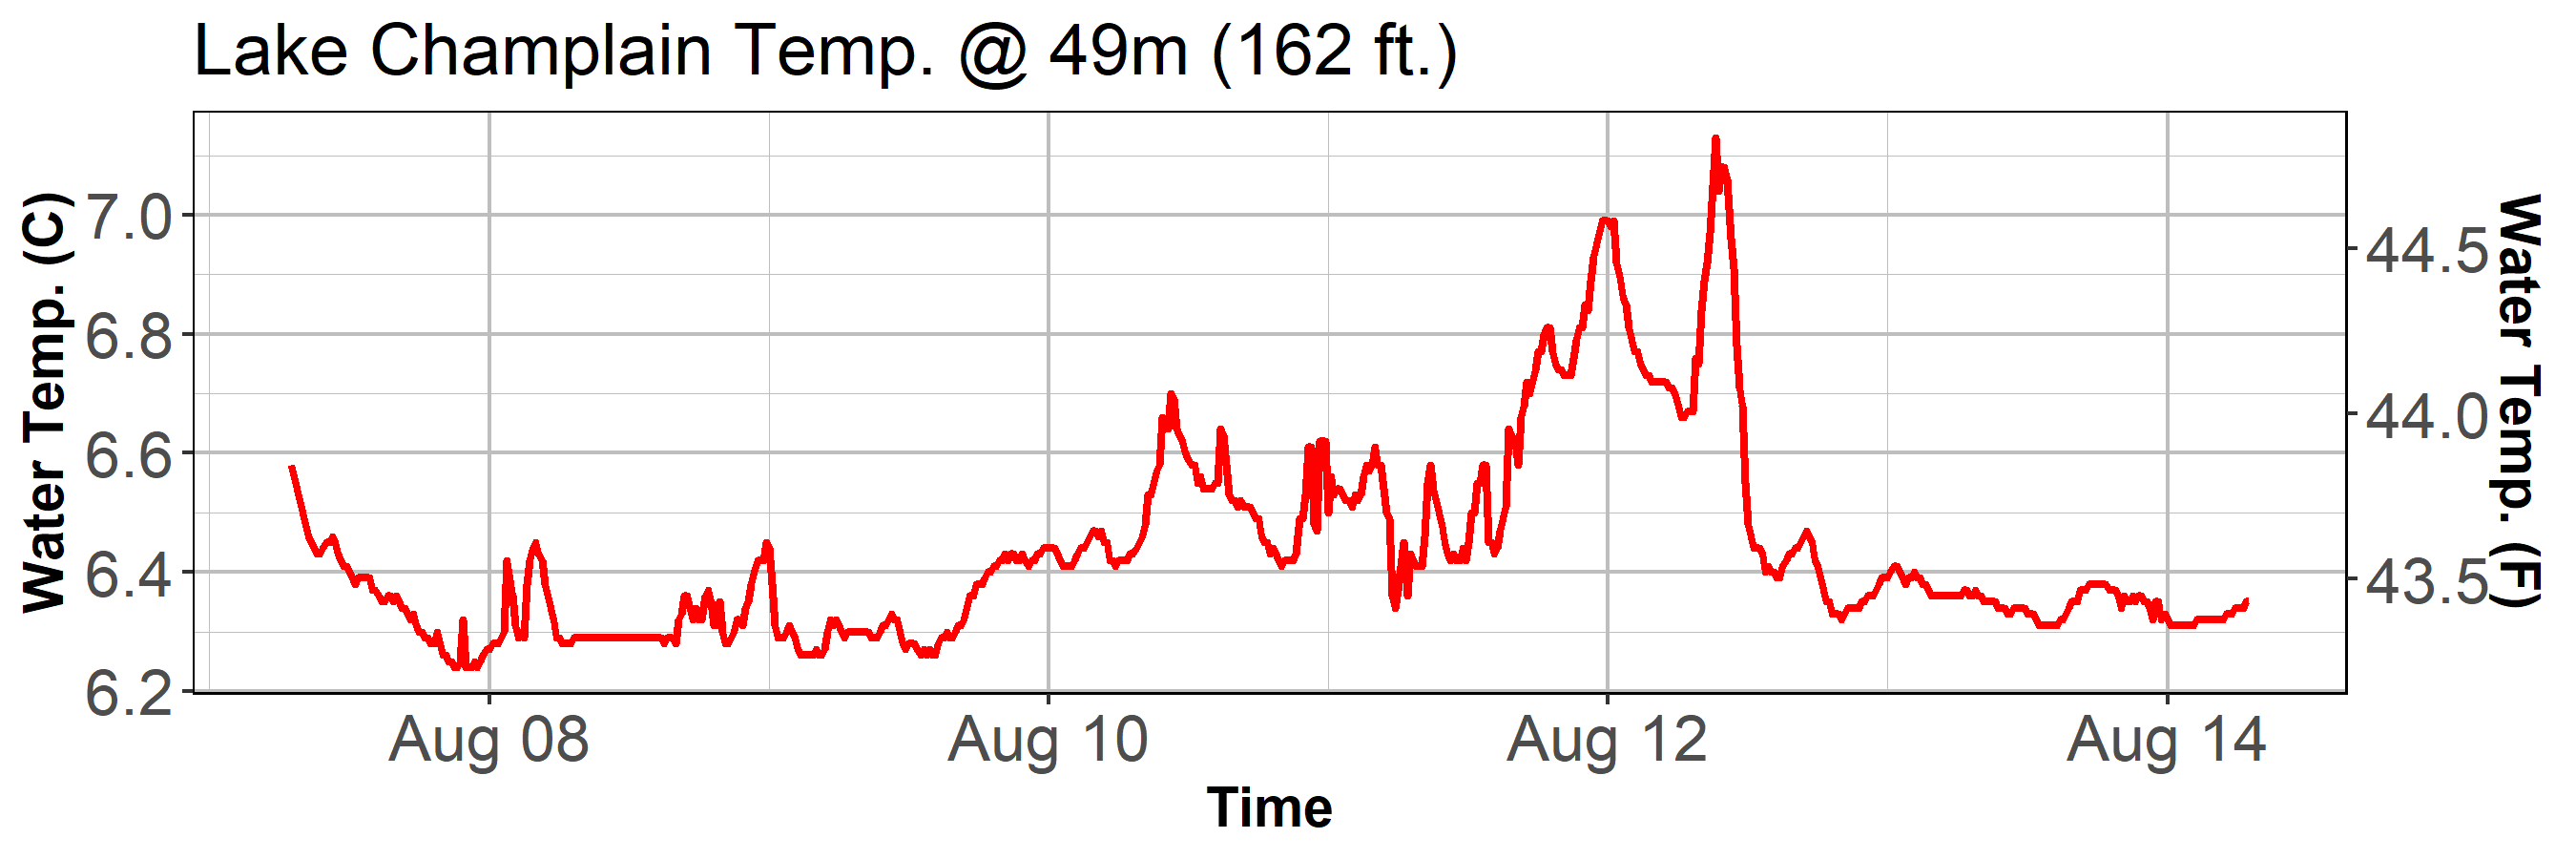 Lake Champlain Temp. @ 49m (162 ft.)
Water Temp. (C)
7.0
6.8
6.6
6.4
6.2
44.5
44.0
43.5
Water Temp. (F)
Aug 08 Aug 10 Aug 12 Aug 14
Time